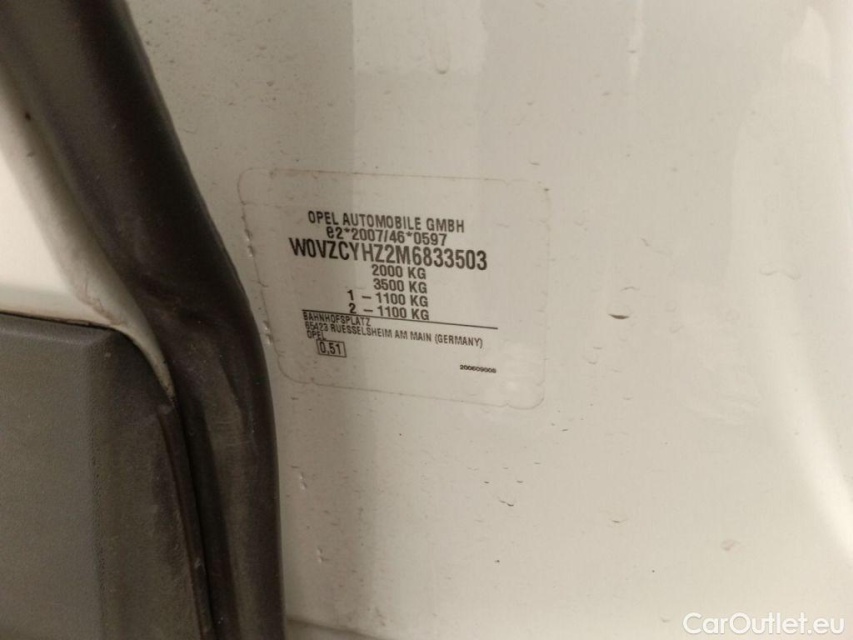 OPEL AUTOMOBILE GMBH
e2*2007/46*0597
W0VZCYHZ2M6833503
2000 KG
3500 KG
1 - 1100 KG
2 - 1100 KG
BAHNHOFSPLATZ
65423 RUESSELSHEIM AM MAIN (GERMANY)
OPEL
0,51
CarOutlet.eu